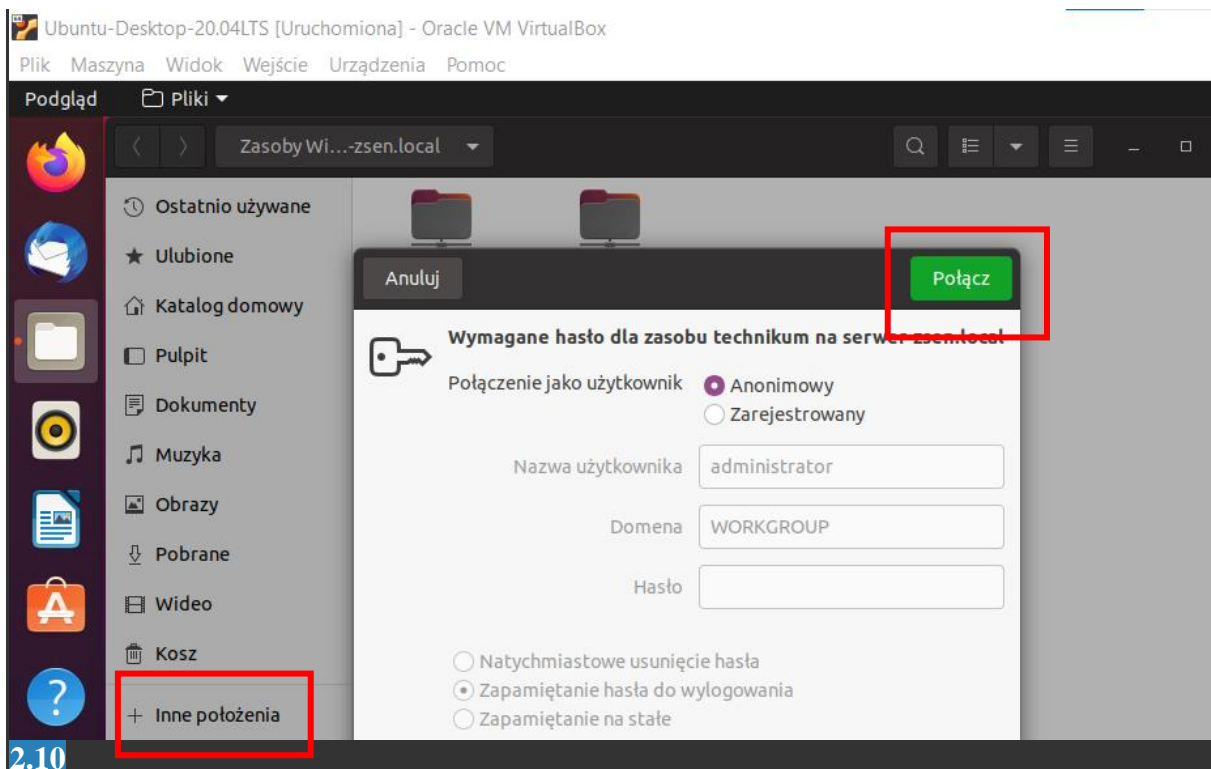 Ubuntu-Desktop-20.04LTS [Uruchomiona] - Oracle VM VirtualBox
Plik Maszyna Widok Wejście Urządzenia Pomoc
Podgląd Pliki
Zasoby Wi...-zsen.local
Ostatnio używane
Ulubione
Katalog domowy
Pulpit
Dokumenty
Muzyka
Obrazy
Pobrane
Wideo
Kosz
+ Inne położenia
Anuluj
Połącz
Wymagane hasło dla zasobu technikum na serwer zsen.local
Połączenie jako użytkownik
Anonimowy
Zarejestrowany
Nazwa użytkownika administrator
Domena WORKGROUP
Hasło
Natychmiastowe usunięcie hasła
Zapamiętanie hasła do wylogowania
Zapamiętanie na stałe
2.10